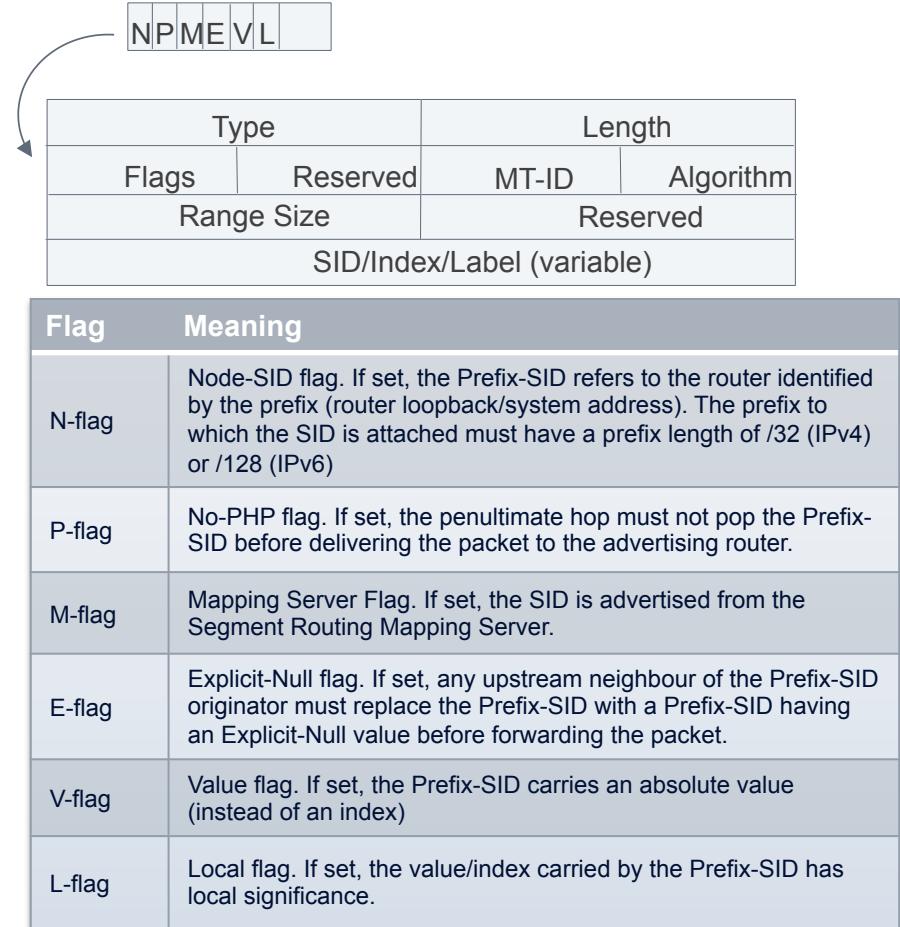 N P M E V L
Type Length
Flags Reserved MT-ID Algorithm
Range Size Reserved
SID/Index/Label (variable)
Flag Meaning
N-flag
Node-SID flag. If set, the Prefix-SID refers to the router identified
by the prefix (router loopback/system address). The prefix to
which the SID is attached must have a prefix length of /32 (IPv4)
or /128 (IPv6)
P-flag
No-PHP flag. If set, the penultimate hop must not pop the Prefix-
SID before delivering the packet to the advertising router.
M-flag
Mapping Server Flag. If set, the SID is advertised from the
Segment Routing Mapping Server.
E-flag
Explicit-Null flag. If set, any upstream neighbour of the Prefix-SID
originator must replace the Prefix-SID with a Prefix-SID having
an Explicit-Null value before forwarding the packet.
V-flag
Value flag. If set, the Prefix-SID carries an absolute value
(instead of an index)
L-flag
Local flag. If set, the value/index carried by the Prefix-SID has
local significance.